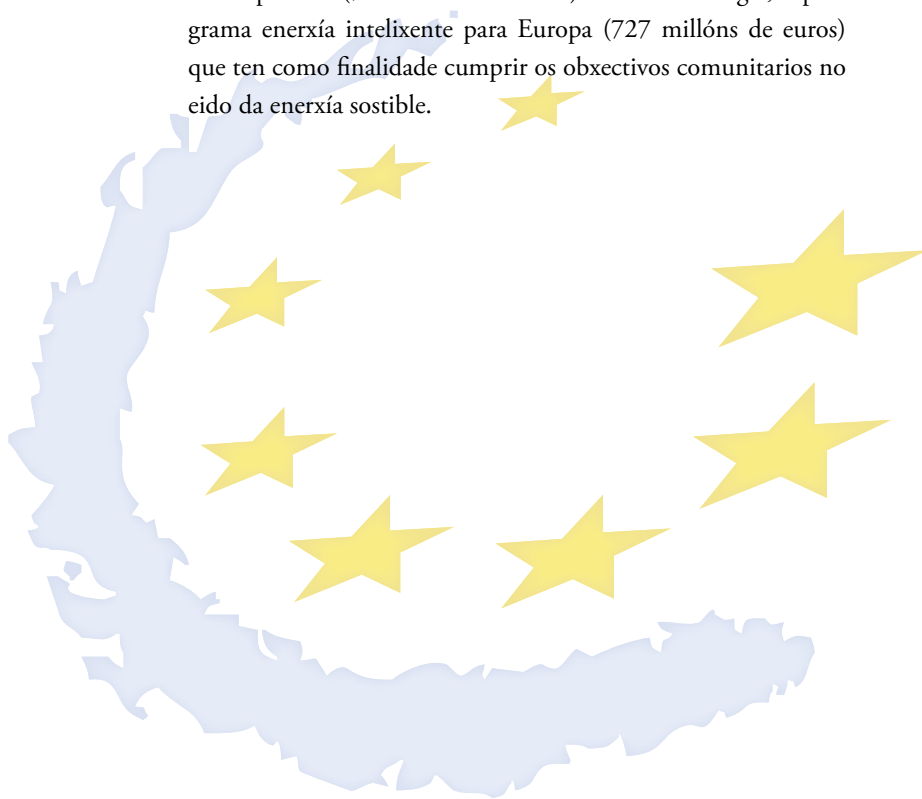 grama enerxía intelixente para Europa (727 millóns de euros)
que ten como finalidade cumprir os obxectivos comunitarios no
eido da enerxía sostible.